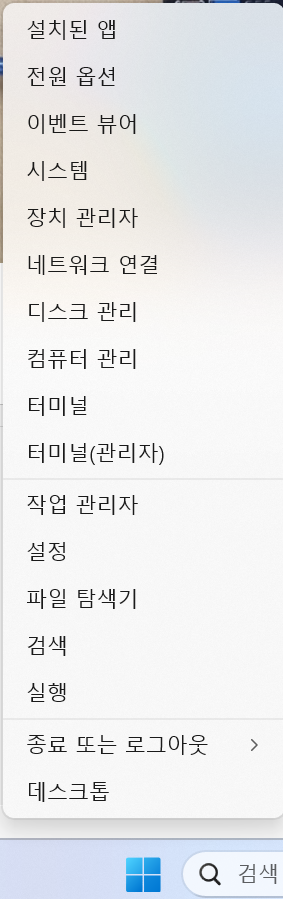 설치된 앱
전원 옵션
이벤트 뷰어
시스템
장치 관리자
네트워크 연결
디스크 관리
컴퓨터 관리
터미널
터미널(관리자)
작업 관리자
설정
파일 탐색기
검색
실행
종료 또는 로그아웃
데스크톱
검색